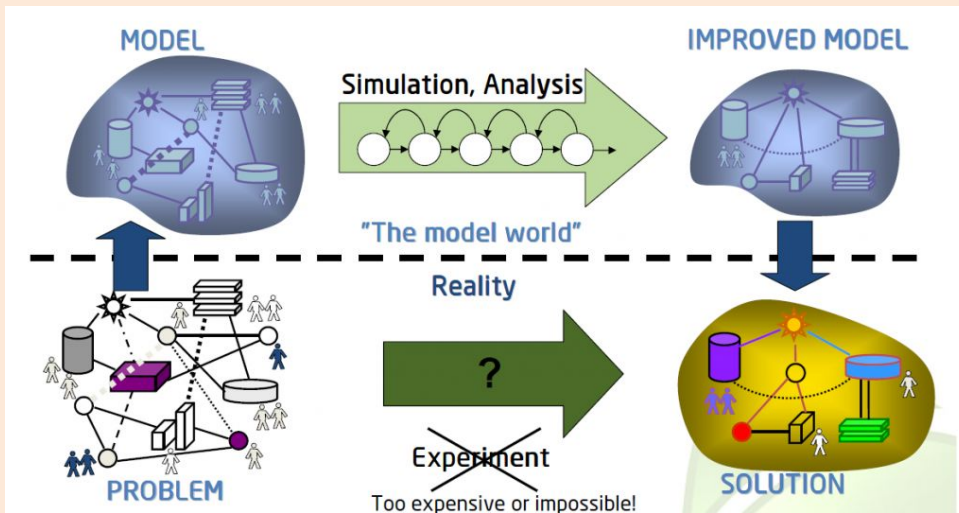 MODEL
IMPROVED MODEL
Simulation, Analysis
"The model world"
Reality
?
Experiment
Too expensive or impossible!
PROBLEM
SOLUTION